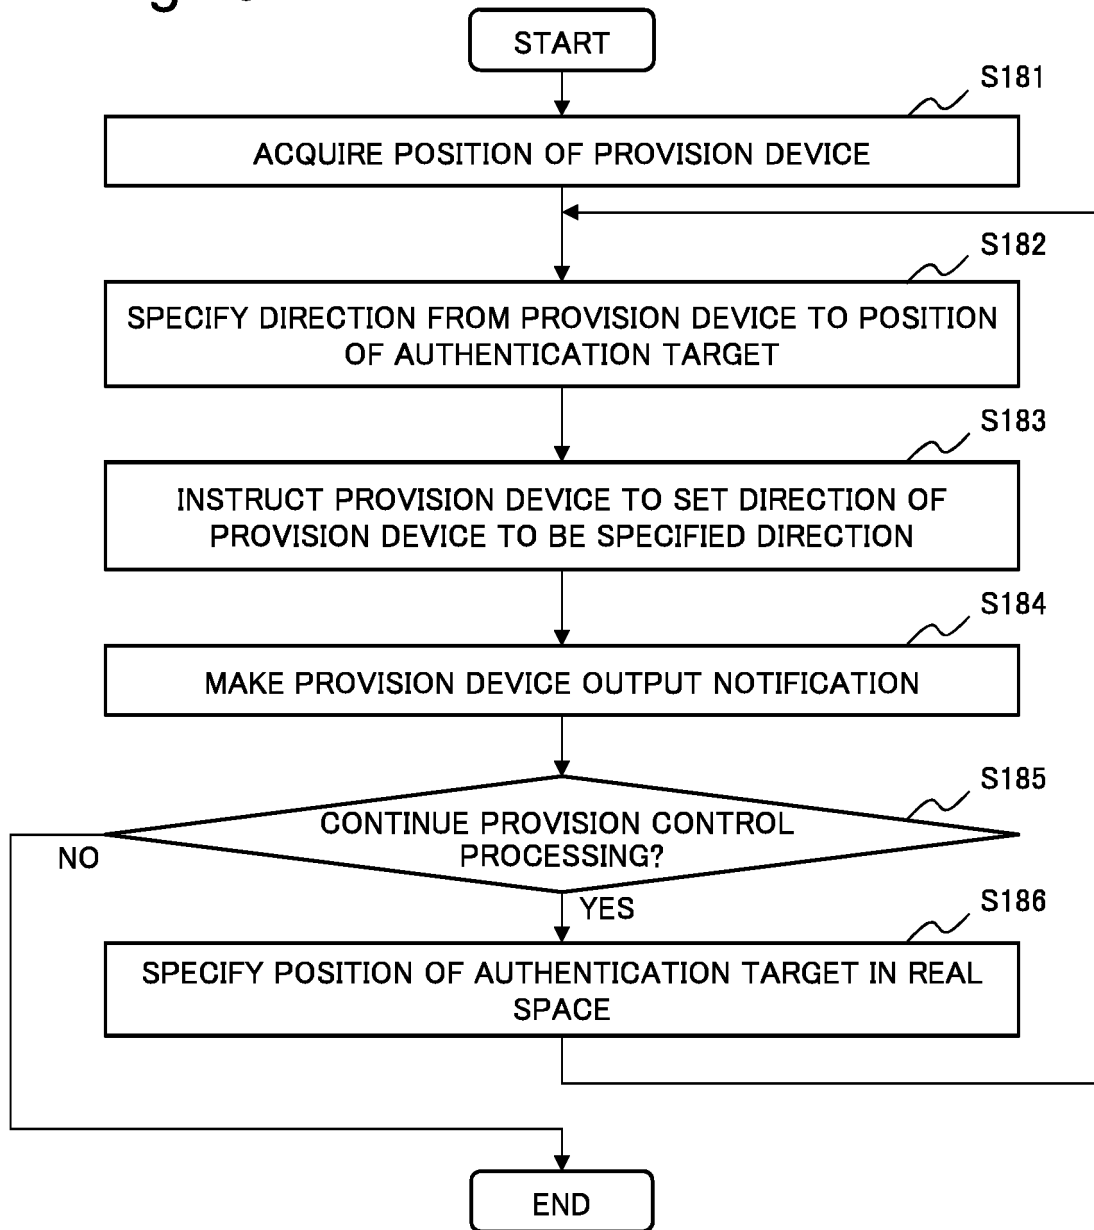 START
S181
ACQUIRE POSITION OF PROVISION DEVICE
S182
SPECIFY DIRECTION FROM PROVISION DEVICE TO POSITION
OF AUTHENTICATION TARGET
S183
INSTRUCT PROVISION DEVICE TO SET DIRECTION OF
PROVISION DEVICE TO BE SPECIFIED DIRECTION
S184
MAKE PROVISION DEVICE OUTPUT NOTIFICATION
S185
CONTINUE PROVISION CONTROL
PROCESSING?
NO
YES
S186
SPECIFY POSITION OF AUTHENTICATION TARGET IN REAL
SPACE
END